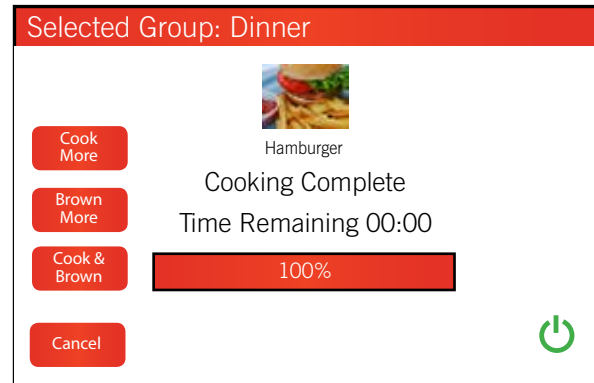 Selected Group: Dinner
Hamburger
Cooking Complete
Time Remaining 00:00
100%
Cook
More
Brown
More
Cook &
Brown
Cancel